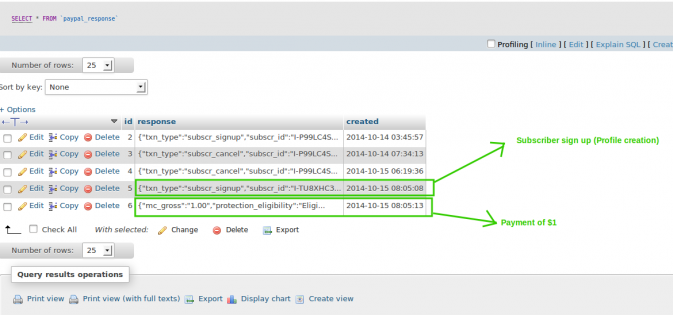 SELECT * FROM `paypal_response`
Profiling [ Inline ] [ Edit ] [ Explain SQL ] [ Creat
Number of rows: 25
Sort by key: None
+ Options
←T→ id response created
Edit Copy Delete 2 {"txn_type":"subscr_signup","subscr_id":"I-P99LC4S... 2014-10-14 03:45:57
Subscriber sign up (Profile creation)
Edit Copy Delete 3 {"txn_type":"subscr_cancel","subscr_id":"I-P99LC4S... 2014-10-14 07:34:13
Edit Copy Delete 4 {"txn_type":"subscr_cancel","subscr_id":"I-P99LC4S... 2014-10-15 06:19:36
Edit Copy Delete 5 {"txn_type":"subscr_signup","subscr_id":"I-TU8XHC3... 2014-10-15 08:05:08
Edit Copy Delete 6 {"mc_gross":"1.00","protection_eligibility":"Eligi... 2014-10-15 08:05:13
Payment of $1
Check All With selected: Change Delete Export
Number of rows: 25
Query results operations
Print view Print view (with full texts) Export Display chart Create view